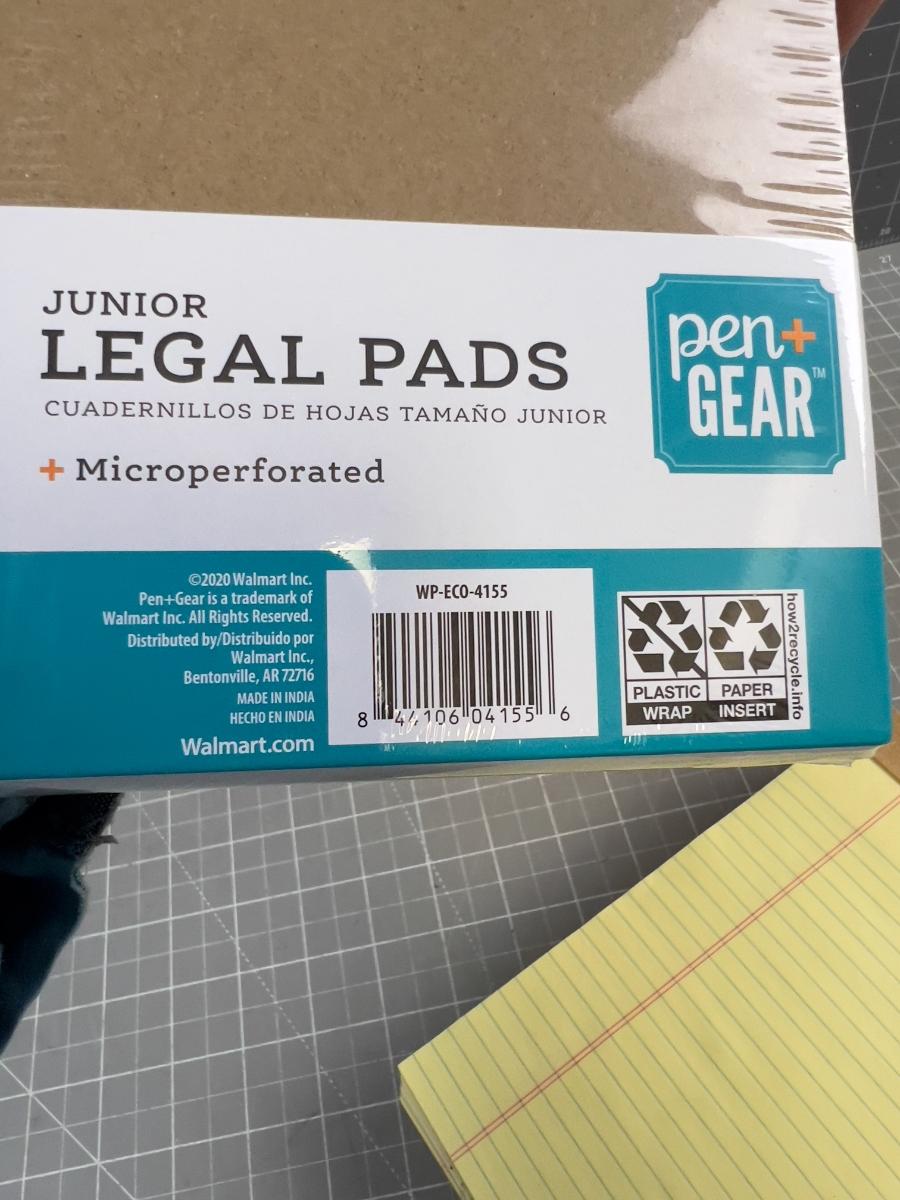 JUNIOR
LEGAL PADS
CUADERNILLOS DE HOJAS TAMAÑO JUNIOR
+ Microperforated
pen+
GEAR™
©2020 Walmart Inc.
Pen+Gear is a trademark of
Walmart Inc. All Rights Reserved.
Distributed by/Distribuido por
Walmart Inc.,
Bentonville, AR 72716
MADE IN INDIA
HECHO EN INDIA
Walmart.com
WP-ECO-4155
8 44106 04155 6
PLASTIC
WRAP
PAPER
INSERT
how2recycle.info